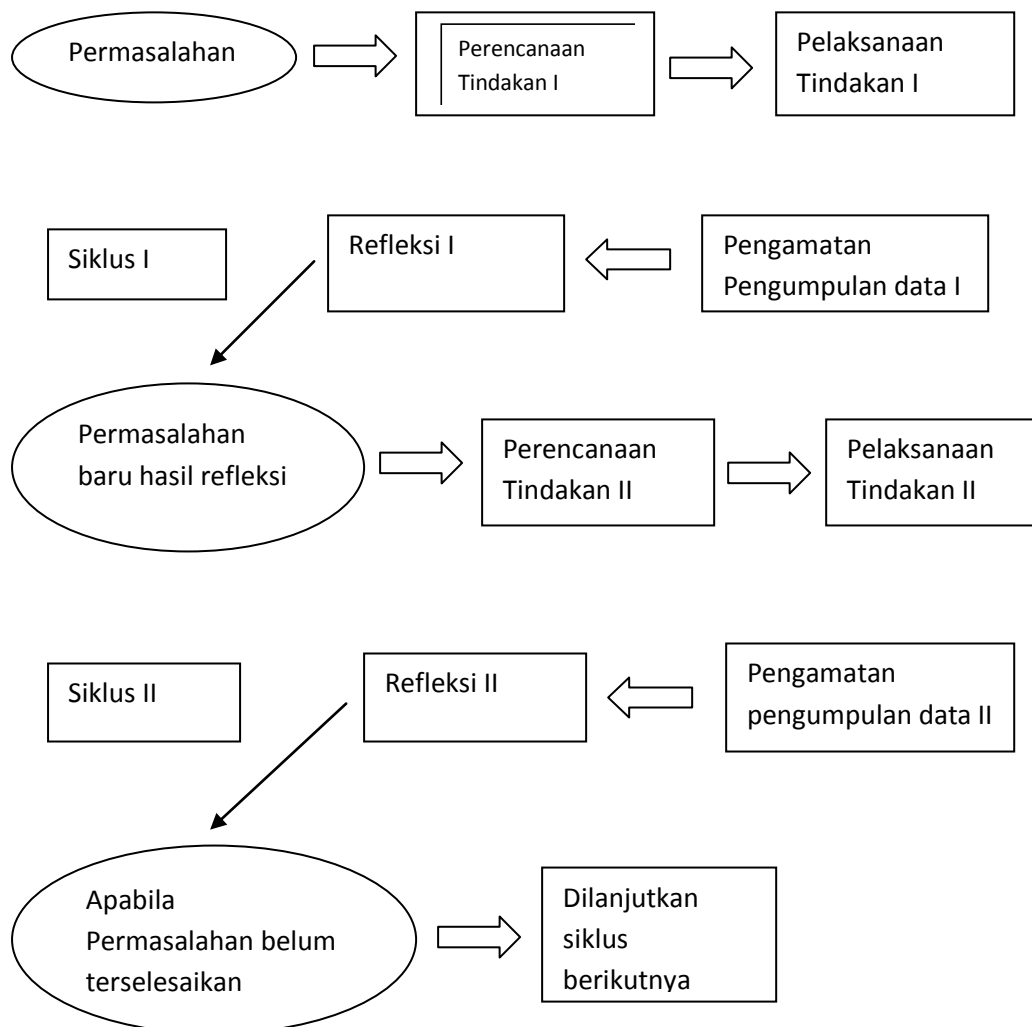 Permasalahan
Perencanaan
Tindakan I
Pelaksanaan
Tindakan I
Siklus I
Refleksi I
Pengamatan
Pengumpulan data I
Permasalahan
baru hasil refleksi
Perencanaan
Tindakan II
Pelaksanaan
Tindakan II
Siklus II
Refleksi II
Pengamatan
pengumpulan data II
Apabila
Permasalahan belum
terselesaikan
Dilanjutkan
siklus
berikutnya